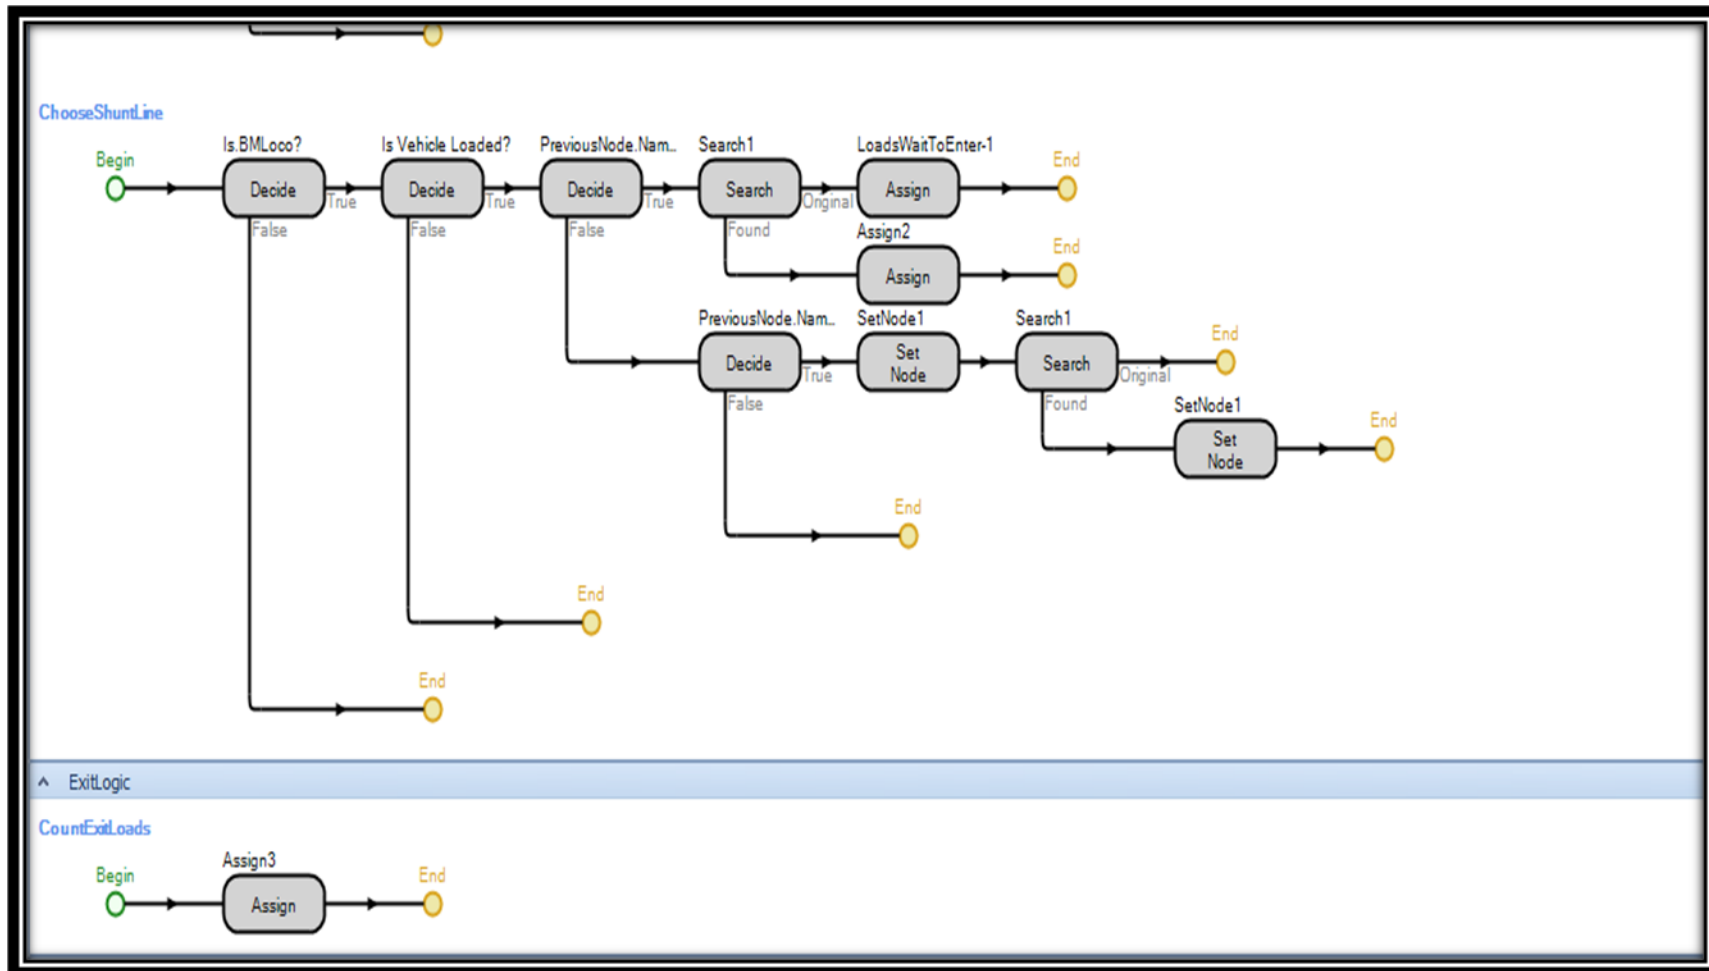 ChooseShuntLine
Is.BMLoco? Is Vehicle Loaded? PreviousNode.Nam... Search1 LoadsWaitToEnter-1
Begin End
Decide Decide Decide Search Assign
True True True Original
False False False Found
Assign2 End
Assign
PreviousNode.Nam... SetNode1 Search1 End
Decide Set Node Search
True Original
False Found
SetNode1 End
Set Node
End
End
End
ExitLogic
CountExitLoads
Assign3
Begin End
Assign